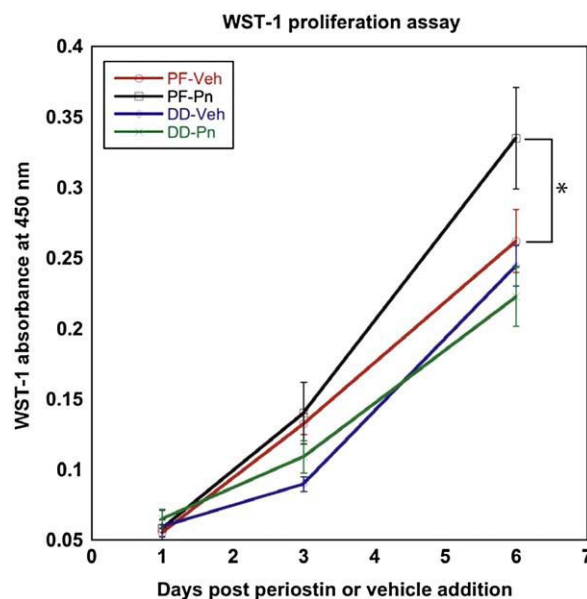 WST-1 proliferation assay
0.4
0.35
0.3
0.25
0.2
0.15
0.1
0.05
WST-1 absorbance at 450 nm
PF-Veh
PF-Pn
DD-Veh
DD-Pn
*
0 1 2 3 4 5 6 7
Days post periostin or vehicle addition